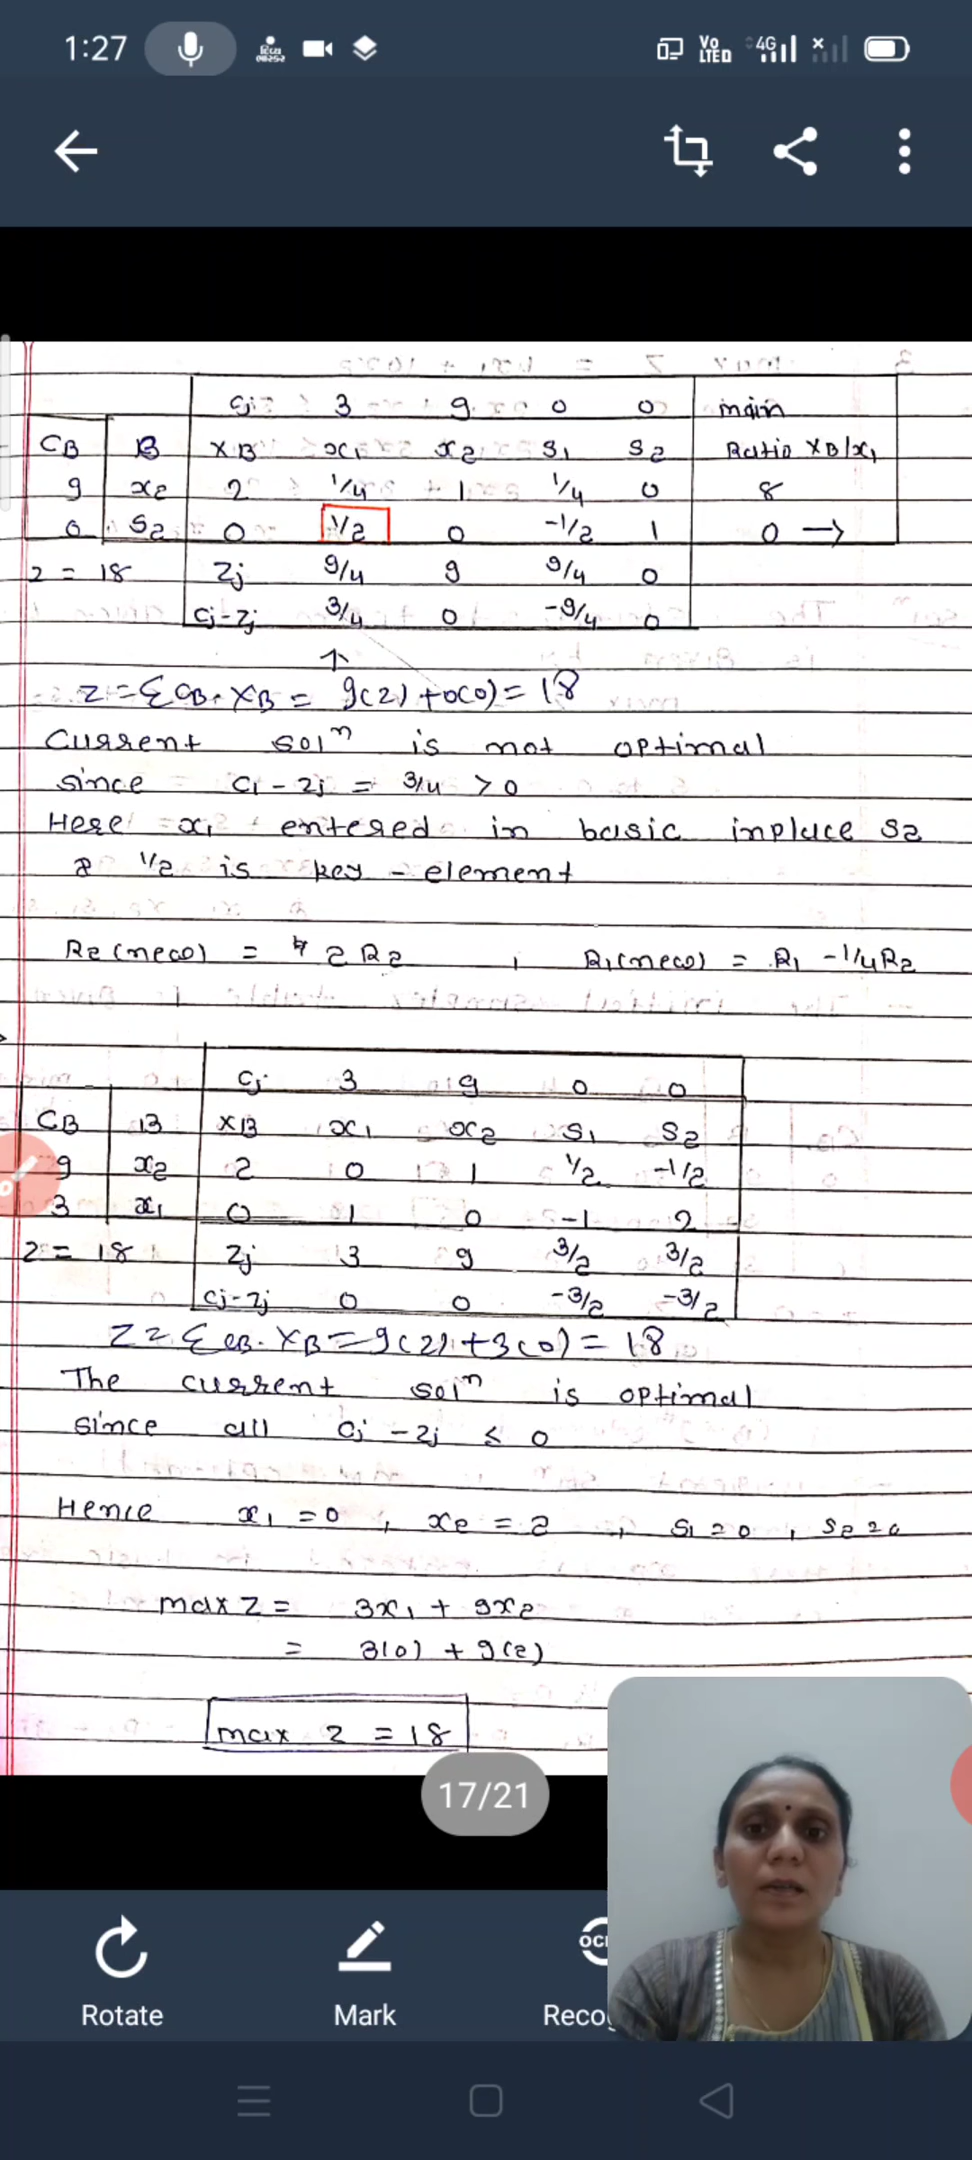 1:27
Vo LTE D 4G
Cj 3 9 0 0 min
CB B XB x1 x2 S1 S2 Ratio XB/x1
9 x2 2 1/4 1 1/4 0 8
0 S2 0 1/2 0 -1/2 1 0 →
Z = 18 Zj 9/4 9 9/4 0
Cj-Zj 3/4 0 -9/4 0
↑
Z = ΣCB. XB = 9(2) + 0(0) = 18
Current solⁿ is not optimal
since Cj - Zj = 3/4 > 0
Here x1 entered in basic inplace S2
& 1/2 is key - element
R2(new) = 2R2 , R1(new) = R1 - 1/4R2
Cj 3 9 0 0
CB B XB x1 x2 S1 S2
9 x2 2 0 1 1/2 -1/2
3 x1 0 1 0 -1 2
Z = 18 Zj 3 9 3/2 3/2
Cj-Zj 0 0 -3/2 -3/2
Z = ΣCB. XB = 9(2) + 3(0) = 18
The current solⁿ is optimal
since all Cj - Zj ≤ 0
Hence x1 = 0 , x2 = 2 , S1 = 0 , S2 = 0
max Z = 3x1 + 9x2
= 3(0) + 9(2)
max Z = 18
17/21
Rotate Mark Reco